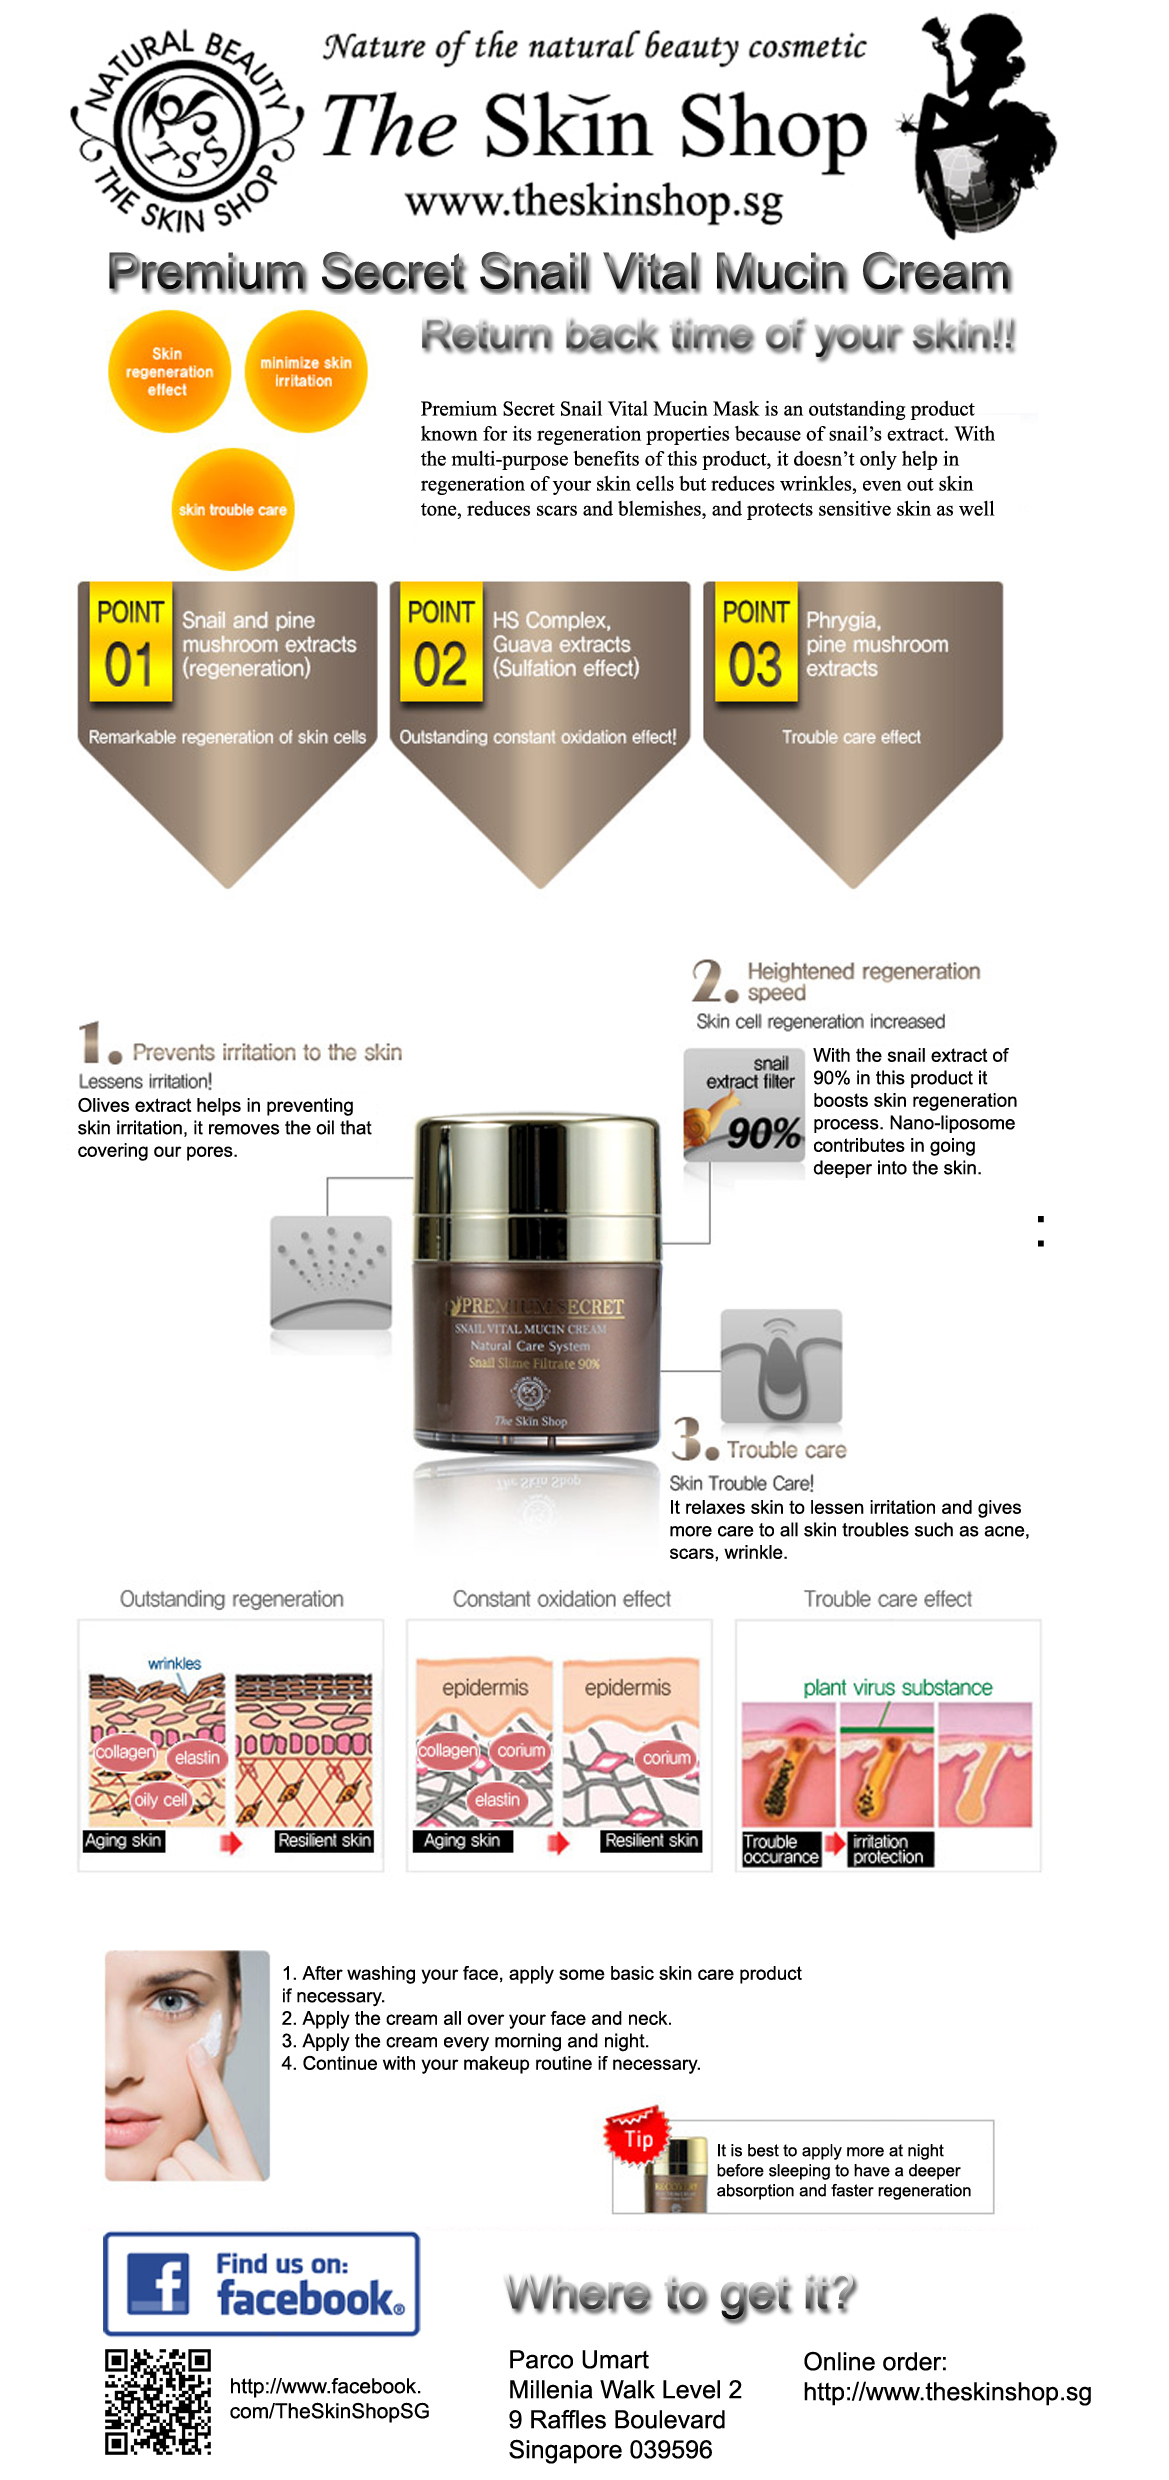 NATURAL BEAUTY
TSS
THE SKIN SHOP
Nature of the natural beauty cosmetic
The Skĭn Shop
www.theskinshop.sg
Premium Secret Snail Vital Mucin Cream
Return back time of your skin!!
Skin
regeneration
effect
minimize skin
irritation
skin trouble care
Premium Secret Snail Vital Mucin Mask is an outstanding product
known for its regeneration properties because of snail’s extract. With
the multi-purpose benefits of this product, it doesn’t only help in
regeneration of your skin cells but reduces wrinkles, even out skin
tone, reduces scars and blemishes, and protects sensitive skin as well
POINT
01
Snail and pine
mushroom extracts
(regeneration)
Remarkable regeneration of skin cells
POINT
02
HS Complex,
Guava extracts
(Sulfation effect)
Outstanding constant oxidation effect!
POINT
03
Phrygia,
pine mushroom
extracts
Trouble care effect
1. Prevents irritation to the skin
Lessens irritation!
Olives extract helps in preventing
skin irritation, it removes the oil that
covering our pores.
2. Heightened regeneration
speed
Skin cell regeneration increased
snail
extract filter
90%
With the snail extract of
90% in this product it
boosts skin regeneration
process. Nano-liposome
contributes in going
deeper into the skin.
:
PREMIUM SECRET
SNAIL VITAL MUCIN CREAM
Natural Care System
Snail Slime Filtrate 90%
NATURAL BEAUTY
THE SKIN SHOP
The Skĭn Shop
3. Trouble care
Skin Trouble Care!
It relaxes skin to lessen irritation and gives
more care to all skin troubles such as acne,
scars, wrinkle.
Outstanding regeneration
wrinkles
collagen
elastin
oily cell
Aging skin
Resilient skin
Constant oxidation effect
epidermis
epidermis
collagen
corium
elastin
corium
Aging skin
Resilient skin
Trouble care effect
plant virus substance
Trouble
occurance
irritation
protection
1. After washing your face, apply some basic skin care product
if necessary.
2. Apply the cream all over your face and neck.
3. Apply the cream every morning and night.
4. Continue with your makeup routine if necessary.
Tip
RECOVERY
It is best to apply more at night
before sleeping to have a deeper
absorption and faster regeneration
Find us on:
facebook®
http://www.facebook.
com/TheSkinShopSG
Where to get it?
Parco Umart
Millenia Walk Level 2
9 Raffles Boulevard
Singapore 039596
Online order:
http://www.theskinshop.sg